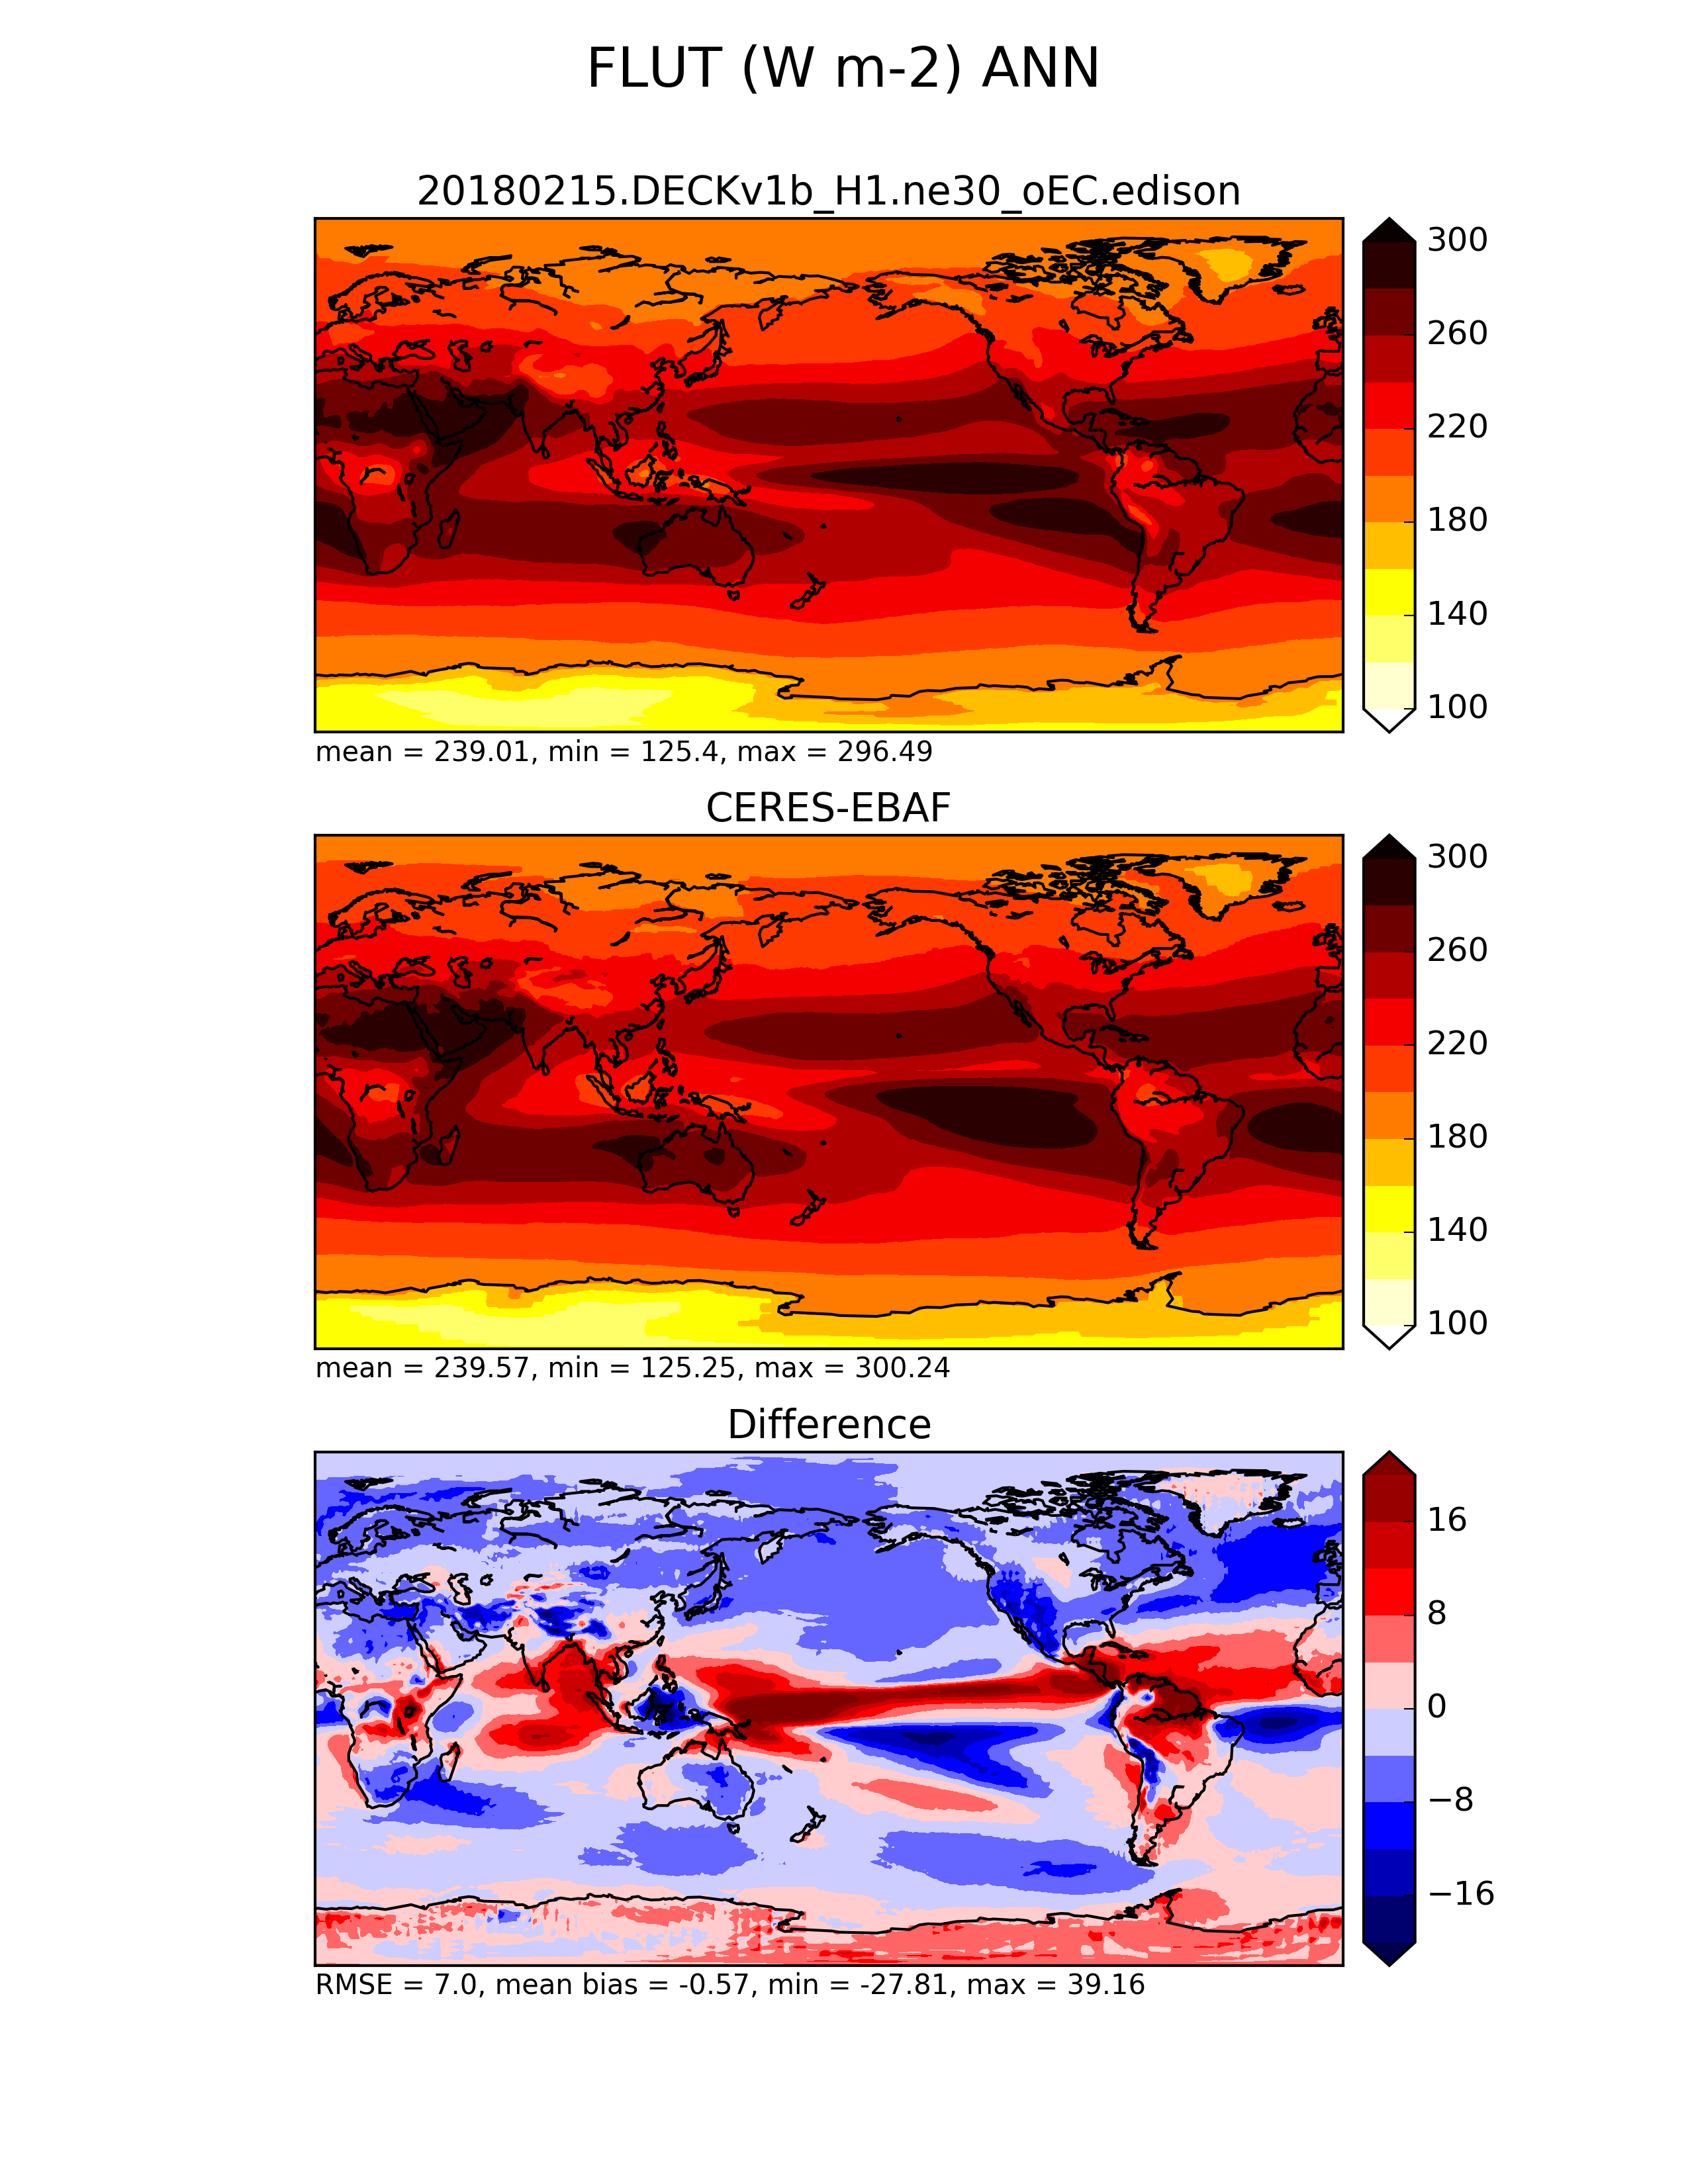 FLUT (W m-2) ANN
20180215.DECKv1b_H1.ne30_oEC.edison
300
260
220
180
140
100
mean = 239.01, min = 125.4, max = 296.49
CERES-EBAF
300
260
220
180
140
100
mean = 239.57, min = 125.25, max = 300.24
Difference
16
8
0
−8
−16
RMSE = 7.0, mean bias = -0.57, min = -27.81, max = 39.16